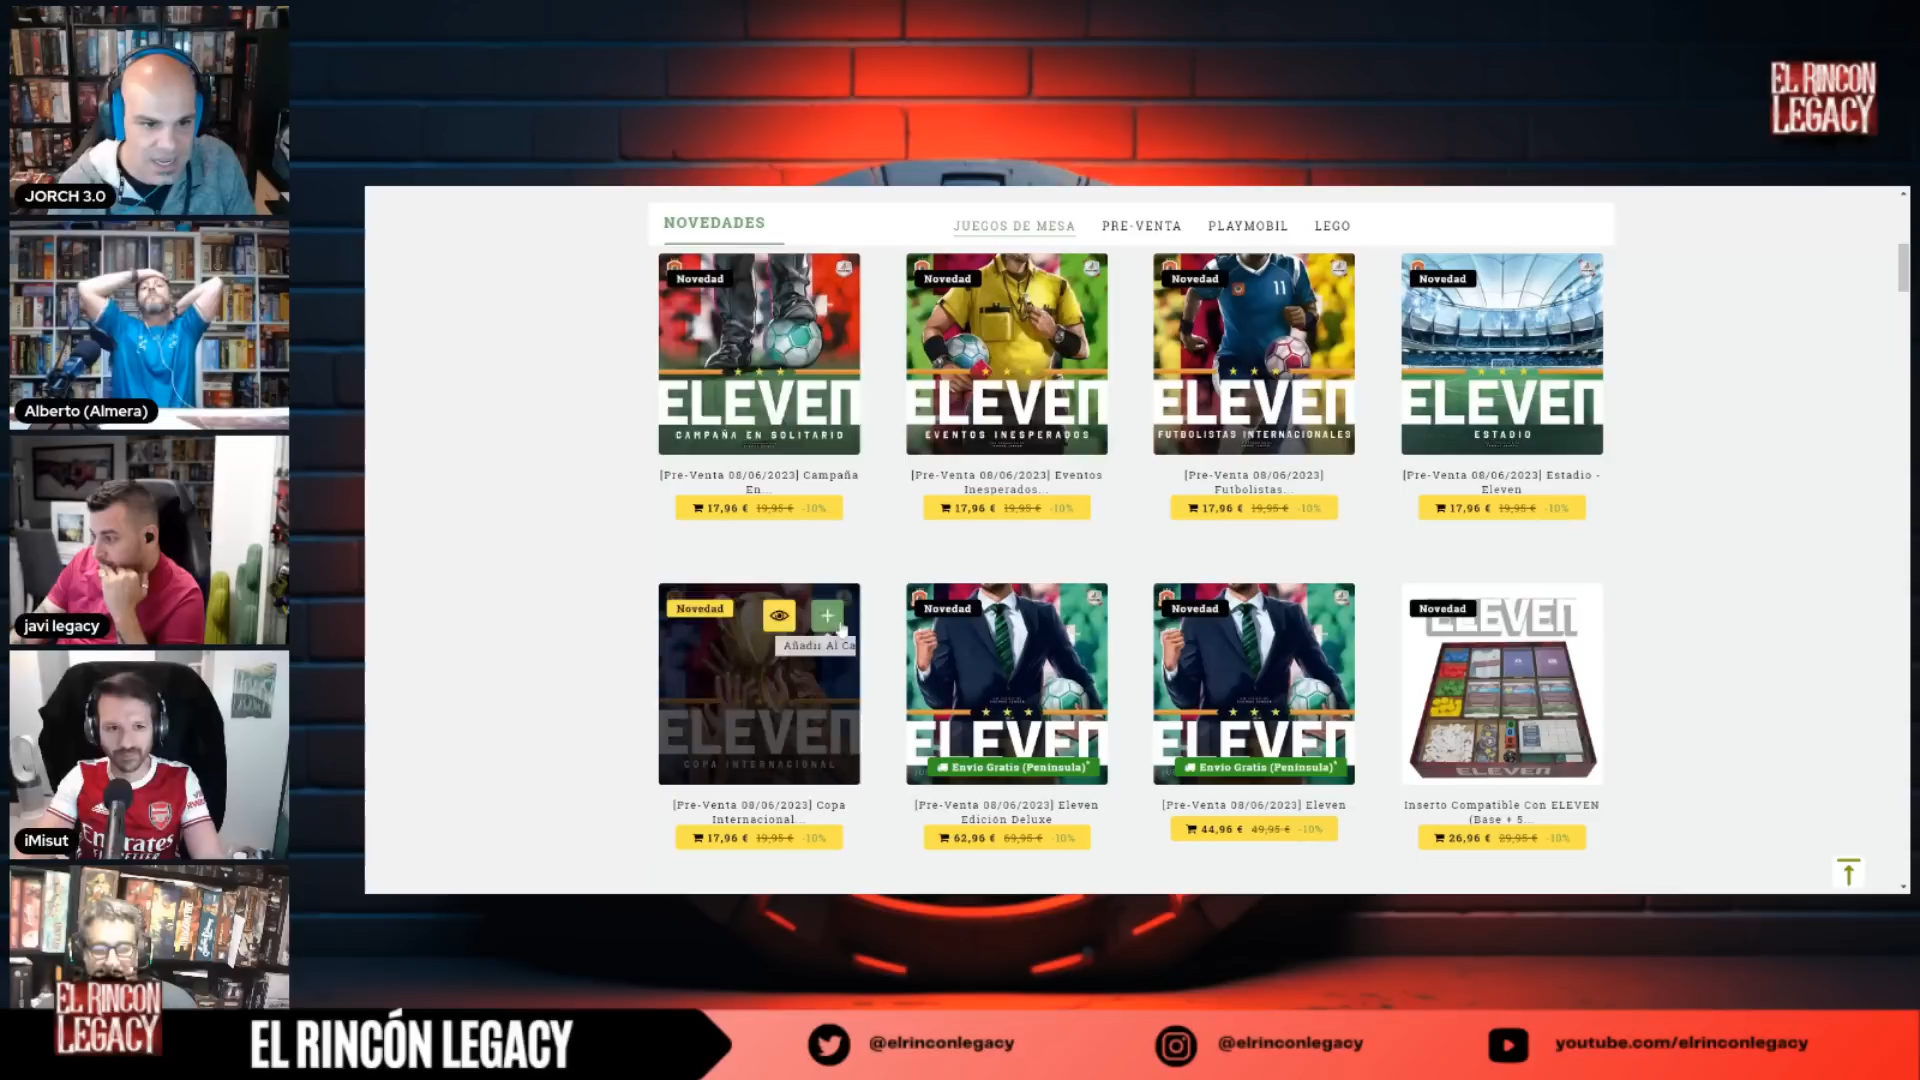 JORCH 3.0
Alberto (Almera)
javi legacy
iMisut
Emirates
EL RINCON
LEGACY
NOVEDADES
JUEGOS DE MESA
PRE-VENTA
PLAYMOBIL
LEGO
Novedad
ELEVEN
CAMPAÑA EN SOLITARIO
[Pre-Venta 08/06/2023] Campaña
En...
17,96 € 19,95 € -10%
Novedad
ELEVEN
EVENTOS INESPERADOS
[Pre-Venta 08/06/2023] Eventos
Inesperados...
17,96 € 19,95 € -10%
Novedad
11
ELEVEN
FUTBOLISTAS INTERNACIONALES
[Pre-Venta 08/06/2023]
Futbolistas...
17,96 € 19,95 € -10%
Novedad
ELEVEN
ESTADIO
[Pre-Venta 08/06/2023] Estadio -
Eleven
17,96 € 19,95 € -10%
Novedad
Añadir Al Ca
ELEVEN
COPA INTERNACIONAL
[Pre-Venta 08/06/2023] Copa
Internacional...
17,96 € 19,95 € -10%
Novedad
ELEVEN
Envío Gratis (Península)*
[Pre-Venta 08/06/2023] Eleven
Edición Deluxe
62,96 € 69,95 € -10%
Novedad
ELEVEN
Envío Gratis (Península)*
[Pre-Venta 08/06/2023] Eleven
44,96 € 49,95 € -10%
Novedad
ELEVEN
ELEVEN
Inserto Compatible Con ELEVEN
(Base + 5...
26,96 € 29,95 € -10%
EL RINCON
LEGACY
EL RINCÓN LEGACY
@elrinconlegacy
@elrinconlegacy
youtube.com/elrinconlegacy